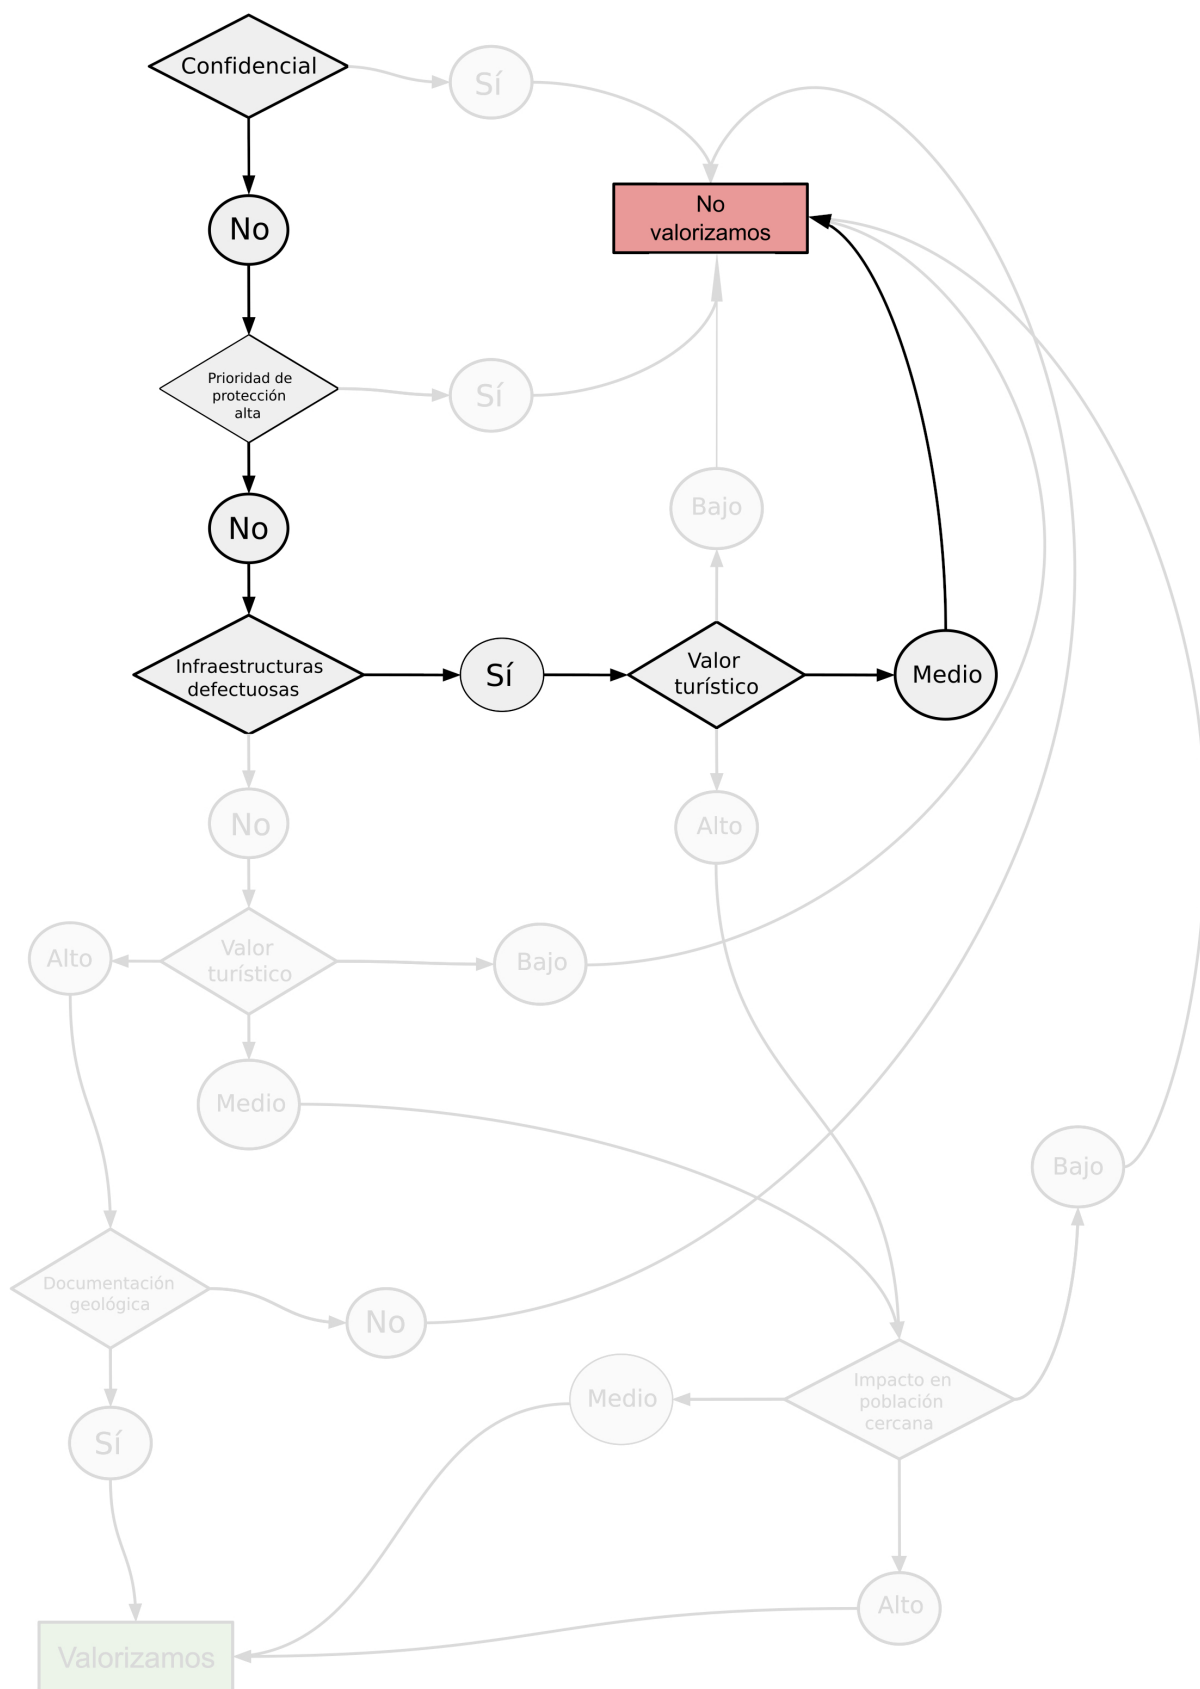 Confidencial
Sí
No
valorizamos
No
Prioridad de
protección
alta
Sí
Bajo
No
Infraestructuras
defectuosas
Sí
Valor
turístico
Medio
No
Alto
Alto
Valor
turístico
Bajo
Medio
Bajo
Documentación
geológica
No
Impacto en
población
cercana
Medio
Sí
Alto
Valorizamos